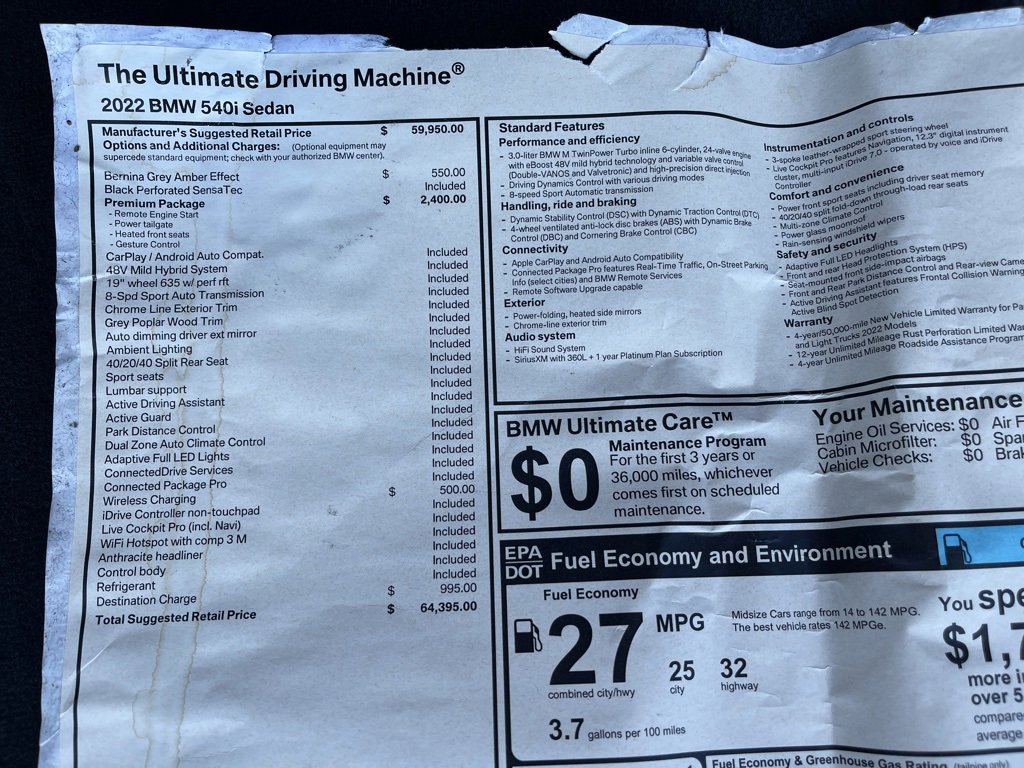 The Ultimate Driving Machine®
2022 BMW 540i Sedan
Manufacturer's Suggested Retail Price $ 59,950.00
Options and Additional Charges: (Optional equipment may
supercede standard equipment; check with your authorized BMW center).
Bernina Grey Amber Effect $ 550.00
Black Perforated SensaTec Included
Premium Package $ 2,400.00
- Remote Engine Start
- Power tailgate
- Heated front seats
- Gesture Control
CarPlay / Android Auto Compat. Included
48V Mild Hybrid System Included
19" wheel 635 w/ perf rft Included
8-Spd Sport Auto Transmission Included
Chrome Line Exterior Trim Included
Grey Poplar Wood Trim Included
Auto dimming driver ext mirror Included
Ambient Lighting Included
40/20/40 Split Rear Seat Included
Sport seats Included
Lumbar support Included
Active Driving Assistant Included
Active Guard Included
Park Distance Control Included
Dual Zone Auto Climate Control Included
Adaptive Full LED Lights Included
ConnectedDrive Services Included
Connected Package Pro Included
Wireless Charging $ 500.00
iDrive Controller non-touchpad Included
Live Cockpit Pro (incl. Navi) Included
WiFi Hotspot with comp 3 M Included
Anthracite headliner Included
Control body Included
Refrigerant Included
Destination Charge $ 995.00
Total Suggested Retail Price $ 64,395.00
Standard Features
Performance and efficiency
- 3.0-liter BMW M TwinPower Turbo inline 6-cylinder, 24-valve engine
with eBoost 48V mild hybrid technology and variable valve control
(Double-VANOS and Valvetronic) and high-precision direct injection
- Driving Dynamics Control with various driving modes
- 8-speed Sport Automatic transmission
Handling, ride and braking
- Dynamic Stability Control (DSC) with Dynamic Traction Control (DTC)
- 4-wheel ventilated anti-lock disc brakes (ABS) with Dynamic Brake
Control (DBC) and Cornering Brake Control (CBC)
Connectivity
- Apple CarPlay and Android Auto Compatibility
- Connected Package Pro features Real-Time Traffic, On-Street Parking
Info (select cities) and BMW Remote Services
- Remote Software Upgrade capable
Exterior
- Power-folding, heated side mirrors
- Chrome-line exterior trim
Audio system
- HiFi Sound System
- SiriusXM with 360L + 1 year Platinum Plan Subscription
Instrumentation and controls
- 3-spoke leather-wrapped sport steering wheel
- Live Cockpit Pro features Navigation, 12.3" digital instrument
cluster, multi-input iDrive 7.0 - operated by voice and iDrive
Controller
Comfort and convenience
- Power front sport seats including driver seat memory
- 40/20/40 split fold-down through-load rear seats
- Multi-zone Climate Control
- Power glass moonroof
- Rain-sensing windshield wipers
Safety and security
- Adaptive Full LED Headlights
- Front and rear Head Protection System (HPS)
- Seat-mounted front side-impact airbags
- Front and Rear Park Distance Control and Rear-view Came
- Active Driving Assistant features Frontal Collision Warning
Active Blind Spot Detection
Warranty
- 4-year/50,000-mile New Vehicle Limited Warranty for Pa
and Light Trucks 2022 Models
- 12-year Unlimited Mileage Rust Perforation Limited War
- 4-year Unlimited Mileage Roadside Assistance Program
BMW Ultimate Care™
$0 Maintenance Program
For the first 3 years or
36,000 miles, whichever
comes first on scheduled
maintenance.
Your Maintenance
Engine Oil Services: $0 Air F
Cabin Microfilter: $0 Spa
Vehicle Checks: $0 Brak
EPA
DOT Fuel Economy and Environment
Fuel Economy
27 MPG
combined city/hwy
25
city
32
highway
3.7 gallons per 100 miles
Midsize Cars range from 14 to 142 MPG.
The best vehicle rates 142 MPGe.
You spe
$1,7
more i
over 5
compare
average
Fuel Economy & Greenhouse Gas Rating (tailpipe only)